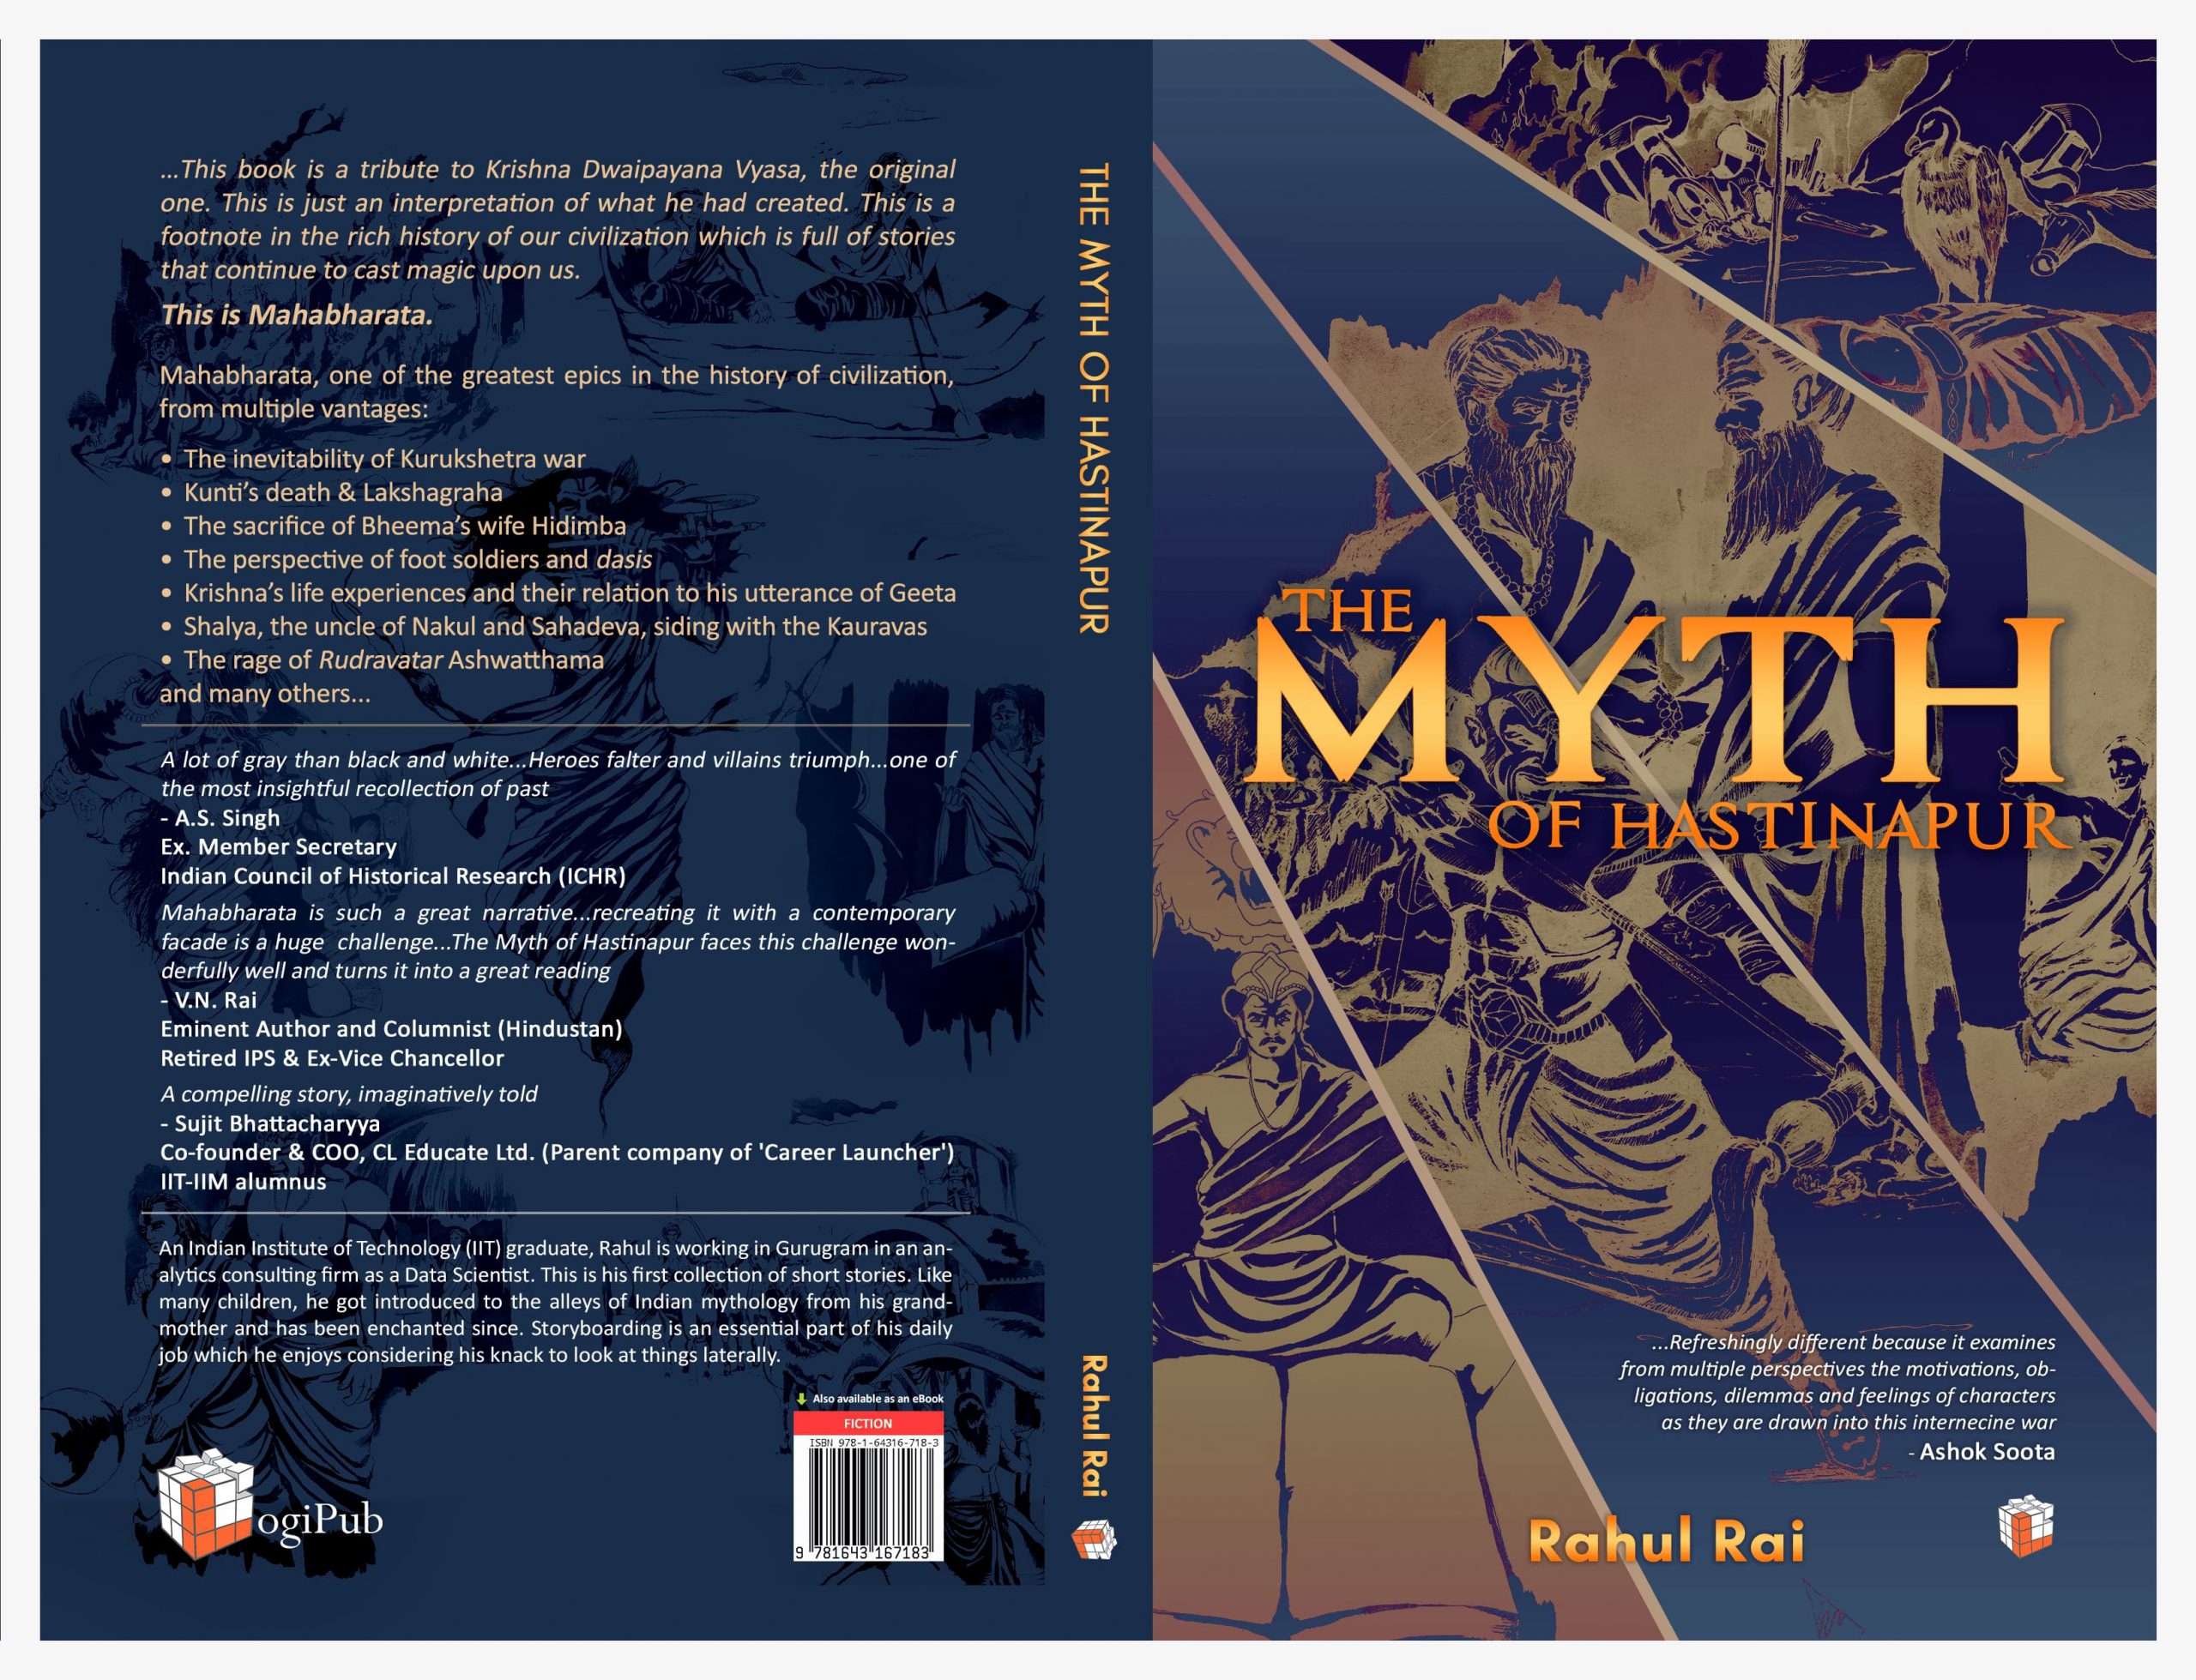 ...This book is a tribute to Krishna Dwaipayana Vyasa, the original
one. This is just an interpretation of what he had created. This is a
footnote in the rich history of our civilization which is full of stories
that continue to cast magic upon us.
This is Mahabharata.
Mahabharata, one of the greatest epics in the history of civilization,
from multiple vantages:
• The inevitability of Kurukshetra war
• Kunti's death & Lakshagraha
• The sacrifice of Bheema's wife Hidimba
• The perspective of foot soldiers and dasis
• Krishna's life experiences and their relation to his utterance of Geeta
• Shalya, the uncle of Nakul and Sahadeva, siding with the Kauravas
• The rage of Rudravatar Ashwatthama
and many others...
A lot of gray than black and white...Heroes falter and villains triumph...one of
the most insightful recollection of past
- A.S. Singh
Ex. Member Secretary
Indian Council of Historical Research (ICHR)
Mahabharata is such a great narrative...recreating it with a contemporary
facade is a huge challenge...The Myth of Hastinapur faces this challenge won-
derfully well and turns it into a great reading
- V.N. Rai
Eminent Author and Columnist (Hindustan)
Retired IPS & Ex-Vice Chancellor
A compelling story, imaginatively told
- Sujit Bhattacharyya
Co-founder & COO, CL Educate Ltd. (Parent company of 'Career Launcher')
IIT-IIM alumnus
An Indian Institute of Technology (IIT) graduate, Rahul is working in Gurugram in an an-
alytics consulting firm as a Data Scientist. This is his first collection of short stories. Like
many children, he got introduced to the alleys of Indian mythology from his grand-
mother and has been enchanted since. Storyboarding is an essential part of his daily
job which he enjoys considering his knack to look at things laterally.
Also available as an eBook
FICTION
ISBN 978-1-64316-718-3
9 781643 167183
LogiPub
THE MYTH OF HASTINAPUR
Rahul Rai
THE
MYTH
OF HASTINAPUR
...Refreshingly different because it examines
from multiple perspectives the motivations, ob-
ligations, dilemmas and feelings of characters
as they are drawn into this internecine war
- Ashok Soota
Rahul Rai